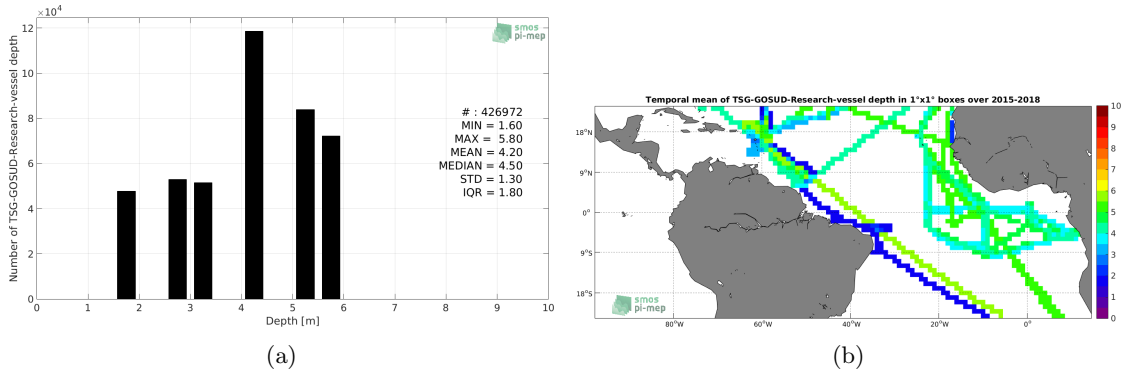 ×10⁴
12
10
8
6
4
2
0
Number of TSG-GOSUD-Research-vessel depth
0 1 2 3 4 5 6 7 8 9 10
Depth [m]
smos
pi-mep
# : 426972
MIN = 1.60
MAX = 5.80
MEAN = 4.20
MEDIAN = 4.50
STD = 1.30
IQR = 1.80
(a)
Temporal mean of TSG-GOSUD-Research-vessel depth in 1°x1° boxes over 2015-2018
18°N
9°N
0°
9°S
18°S
80°W 60°W 40°W 20°W 0°
smos
pi-mep
10
9
8
7
6
5
4
3
2
1
0
(b)